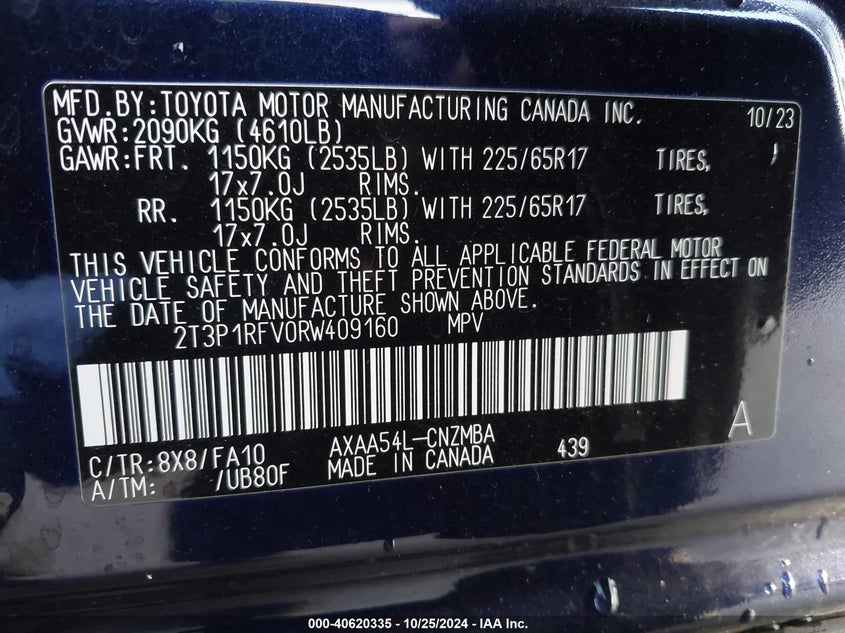 MFD.BY:TOYOTA MOTOR MANUFACTURING CANADA INC. 10/23
GVWR:2090KG (4610LB)
GAWR:FRT. 1150KG (2535LB) WITH 225/65R17 TIRES,
17x7.0J RIMS.
RR. 1150KG (2535LB) WITH 225/65R17 TIRES,
17x7.0J RIMS.
THIS VEHICLE CONFORMS TO ALL APPLICABLE FEDERAL MOTOR
VEHICLE SAFETY AND THEFT PREVENTION STANDARDS IN EFFECT ON
THE DATE OF MANUFACTURE SHOWN ABOVE.
2T3P1RFV0RW409160 MPV
A
C/TR:8X8/FA10 AXAA54L-CNZMBA 439
A/TM: /UB80F MADE IN CANADA
000-40620335 - 10/25/2024 - IAA Inc.